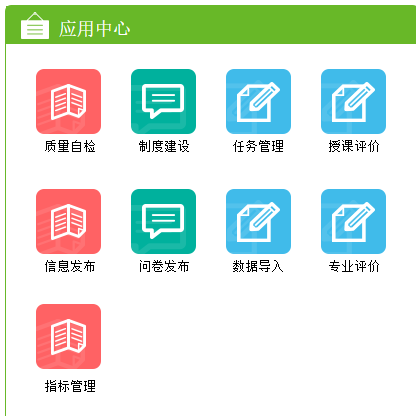 应用中心
质量自检 制度建设 任务管理 授课评价
信息发布 问卷发布 数据导入 专业评价
指标管理